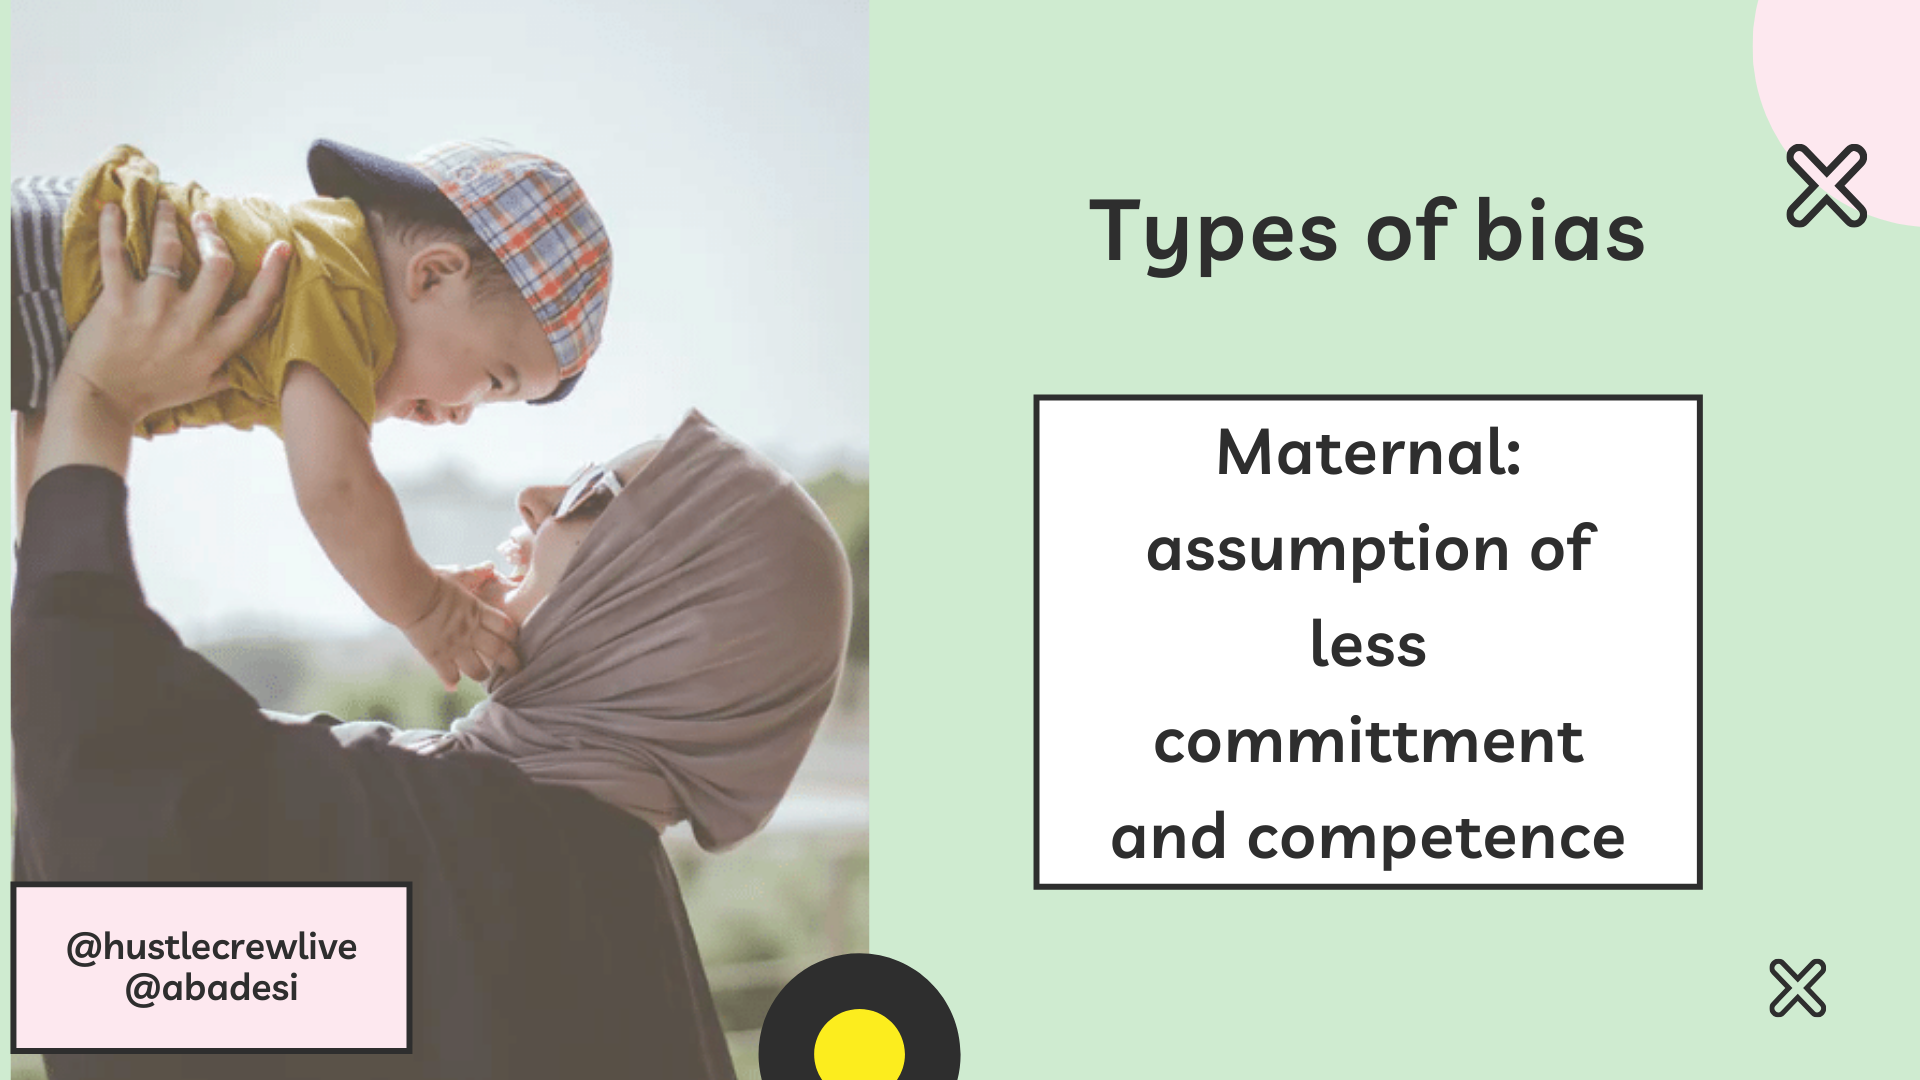 Types of bias
Maternal:
assumption of
less
committment
and competence
@hustlecrewlive
@abadesi